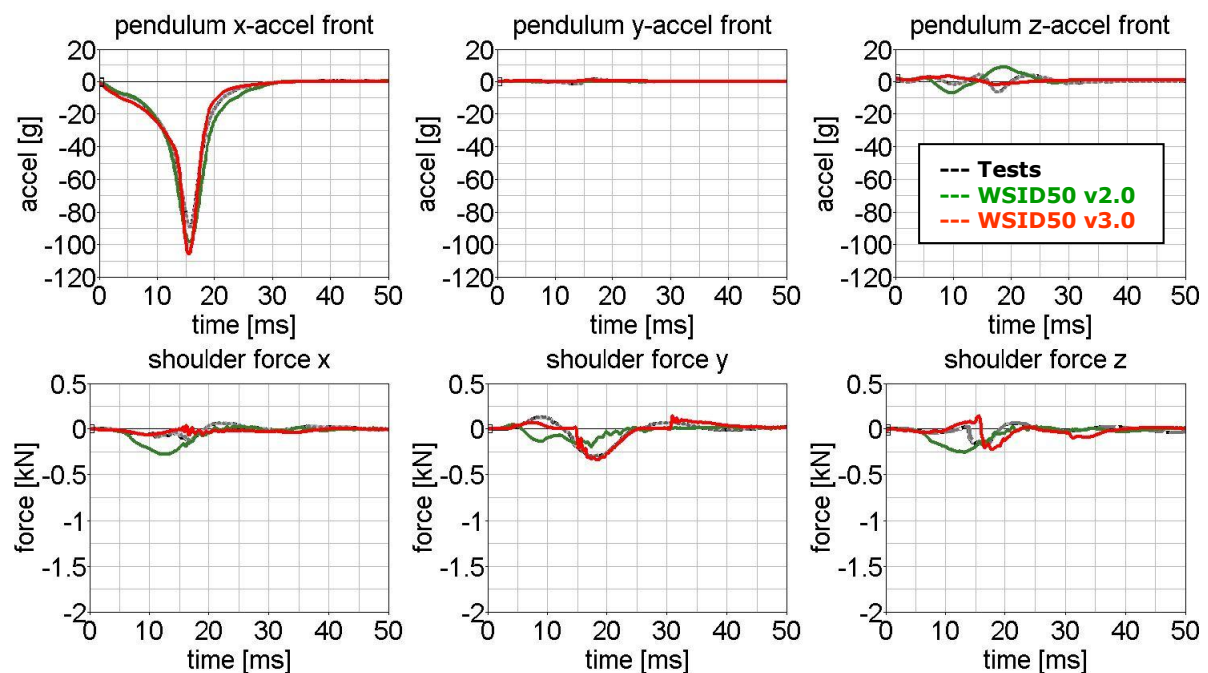 pendulum x-accel front
pendulum y-accel front
pendulum z-accel front
accel [g]
20
0
-20
-40
-60
-80
-100
-120
0 10 20 30 40 50
time [ms]
accel [g]
20
0
-20
-40
-60
-80
-100
-120
0 10 20 30 40 50
time [ms]
accel [g]
20
0
-20
-40
-60
-80
-100
-120
0 10 20 30 40 50
time [ms]
--- Tests
--- WSID50 v2.0
--- WSID50 v3.0
shoulder force x
shoulder force y
shoulder force z
force [kN]
0.5
0
-0.5
-1
-1.5
-2
0 10 20 30 40 50
time [ms]
force [kN]
0.5
0
-0.5
-1
-1.5
-2
0 10 20 30 40 50
time [ms]
force [kN]
0.5
0
-0.5
-1
-1.5
-2
0 10 20 30 40 50
time [ms]